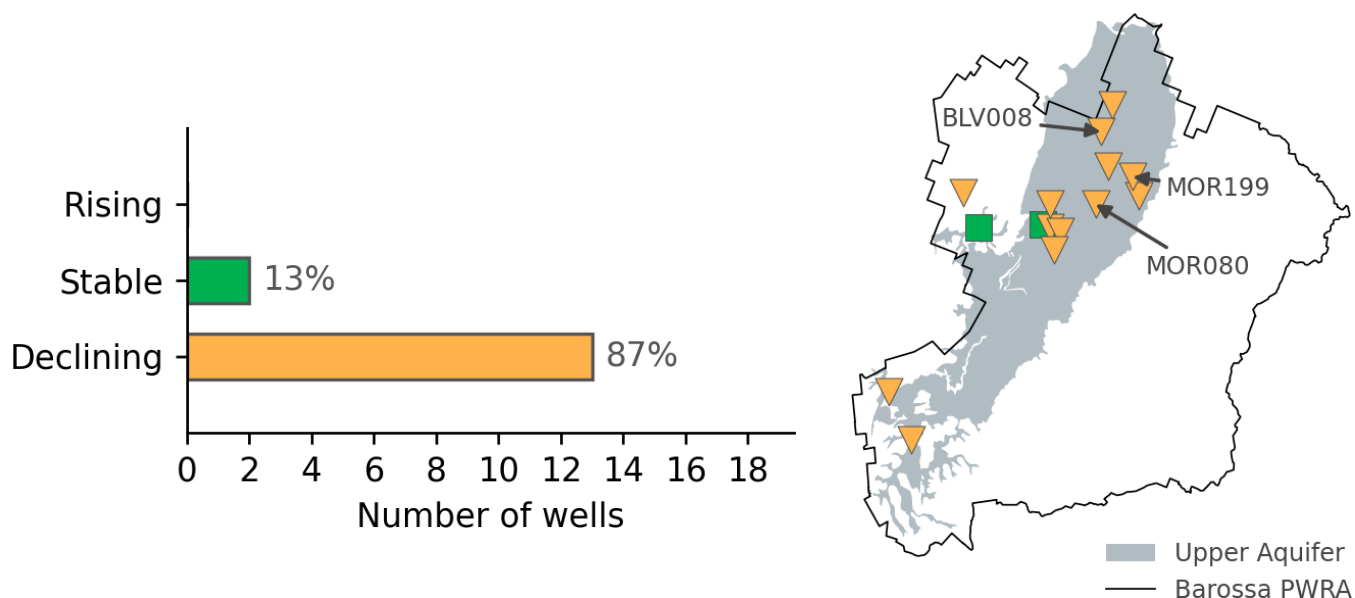 Rising
Stable
Declining
13%
87%
0 2 4 6 8 10 12 14 16 18
Number of wells
BLV008
MOR199
MOR080
Upper Aquifer
Barossa PWRA